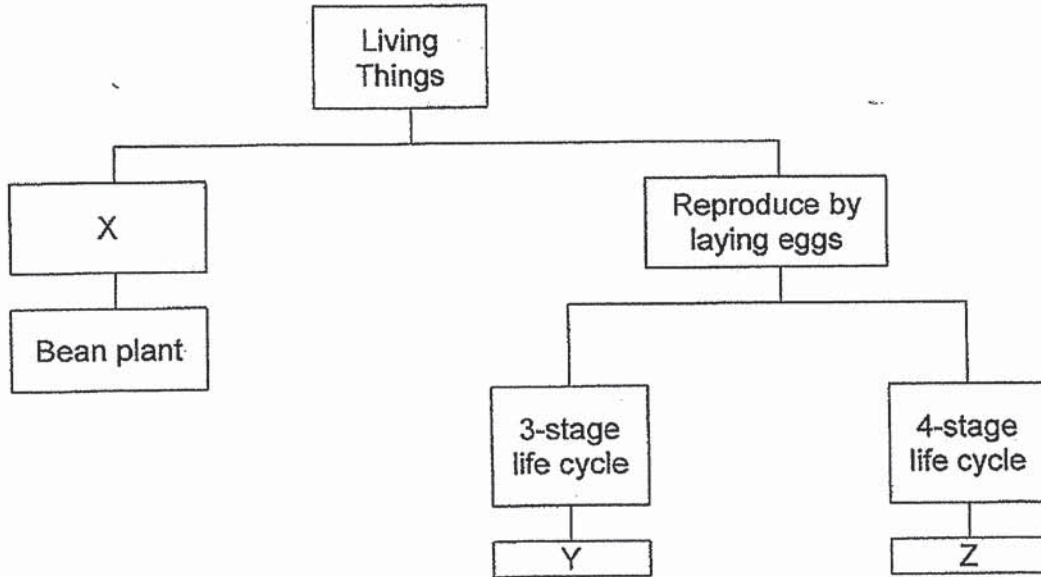 Living
Things
X
Reproduce by
laying eggs
Bean plant
3-stage
life cycle
4-stage
life cycle
Y
Z